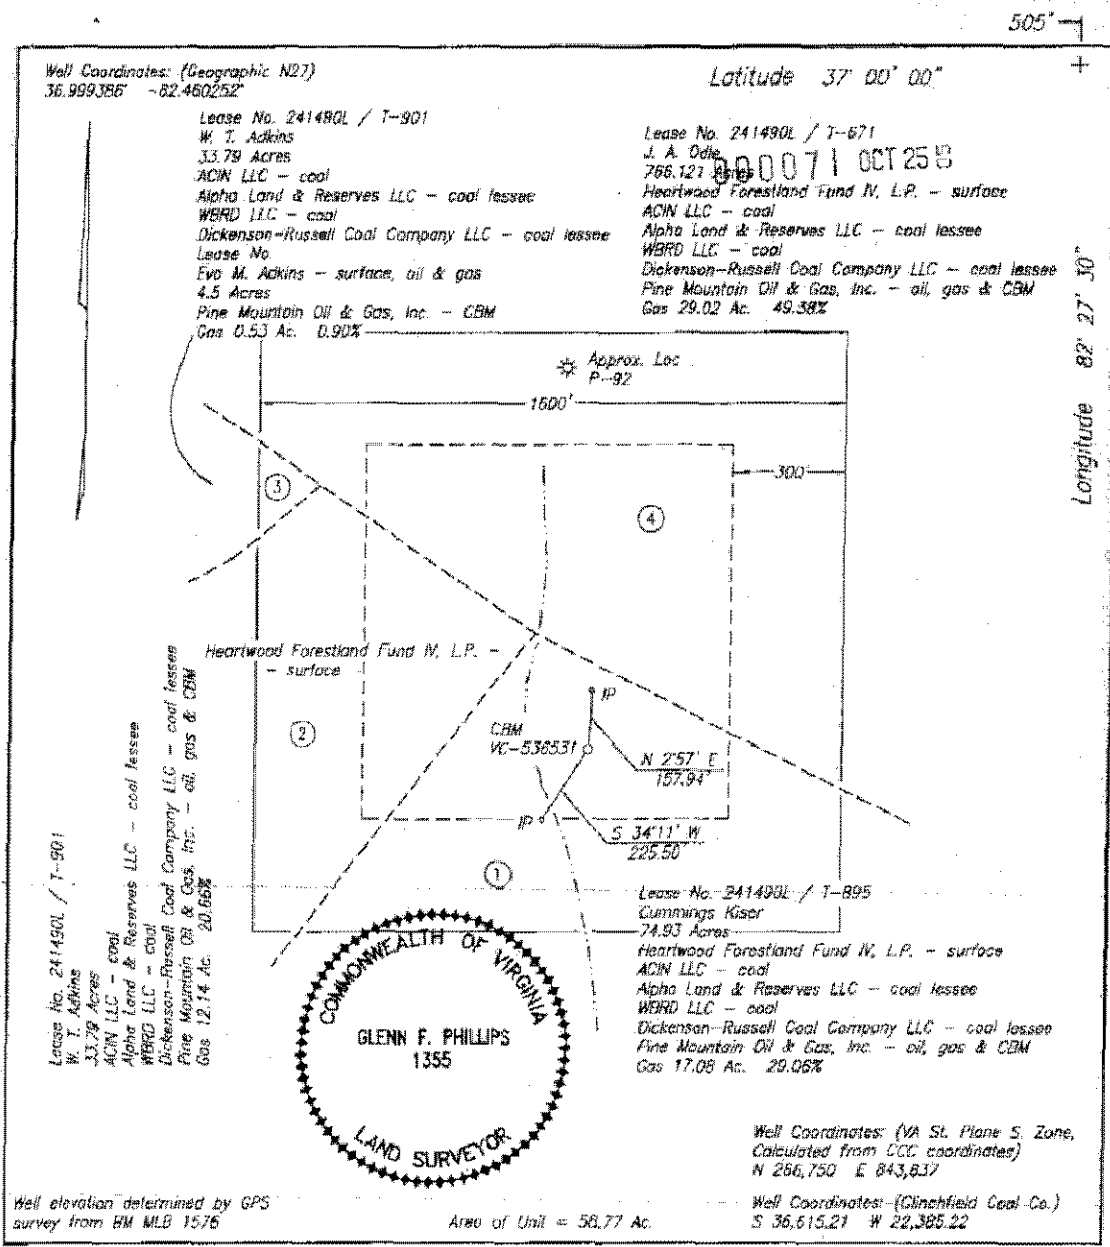 505"
Well Coordinates: (Geographic N27)
36.999386° -82.460252°
Latitude 37° 00' 00"
Longitude 82° 27' 30"
Lease No. 241490L / T-901
W. T. Adkins
33.79 Acres
ACIN LLC - coal
Alpha Land & Reserves LLC - coal lessee
WBRD LLC - coal
Dickenson-Russell Coal Company LLC - coal lessee
Lease No.
Eva M. Adkins - surface, oil & gas
4.5 Acres
Pine Mountain Oil & Gas, Inc. - CBM
Gas 0.53 Ac. 0.90%
Lease No. 241490L / T-671
J. A. Odle
766.121 Acres
000071 OCT 25
Heartwood Forestland Fund IV, L.P. - surface
ACIN LLC - coal
Alpha Land & Reserves LLC - coal lessee
WBRD LLC - coal
Dickenson-Russell Coal Company LLC - coal lessee
Pine Mountain Oil & Gas, Inc. - oil, gas & CBM
Gas 29.02 Ac. 49.38%
Approx. Loc
P-92
1600'
300'
3
4
Heartwood Forestland Fund IV, L.P. -
- surface
IP
2
CBM
VC-536531
N 2°57' E
157.94'
IP
S 34°11' W
225.50'
1
Lease No. 241490L / T-901
W. T. Adkins
33.79 Acres
ACIN LLC - coal
Alpha Land & Reserves LLC - coal lessee
WBRD LLC - coal
Dickenson-Russell Coal Company LLC - coal lessee
Pine Mountain Oil & Gas, Inc. - oil, gas & CBM
Gas 12.14 Ac. 20.66%
Lease No. 241490L / T-895
Cummings Kiser
74.93 Acres
Heartwood Forestland Fund IV, L.P. - surface
ACIN LLC - coal
Alpha Land & Reserves LLC - coal lessee
WBRD LLC - coal
Dickenson-Russell Coal Company LLC - coal lessee
Pine Mountain Oil & Gas, Inc. - oil, gas & CBM
Gas 17.08 Ac. 29.06%
COMMONWEALTH OF VIRGINIA
GLENN F. PHILLIPS
1355
LAND SURVEYOR
Well Coordinates: (VA St. Plane S. Zone,
Calculated from CCC coordinates)
N 266,750 E 843,637
Well elevation determined by GPS
survey from BM MLB 1576
Area of Unit = 58.77 Ac.
Well Coordinates: (Clinchfield Coal Co.)
S 36,615.21 W 22,385.22